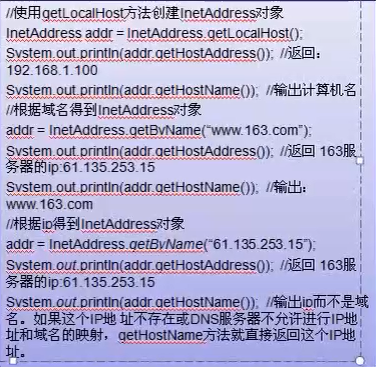 //使用getLocalHost方法创建InetAddress对象
InetAddress addr = InetAddress.getLocalHost();
System.out.println(addr.getHostAddress());  //返回：
192.168.1.100
System.out.println(addr.getHostName());  //输出计算机名
//根据域名得到InetAddress对象
addr = InetAddress.getByName(“www.163.com”);
System.out.println(addr.getHostAddress());  //返回 163服
务器的ip:61.135.253.15
System.out.println(addr.getHostName());  //输出：
www.163.com
//根据ip得到InetAddress对象
addr = InetAddress.getByName(“61.135.253.15”);
System.out.println(addr.getHostAddress());  //返回 163服
务器的ip:61.135.253.15
System.out.println(addr.getHostName());  //输出ip而不是域
名。如果这个IP地 址不存在或DNS服务器不允许进行IP地
址和域名的映射，getHostName方法就直接返回这个IP地
址。